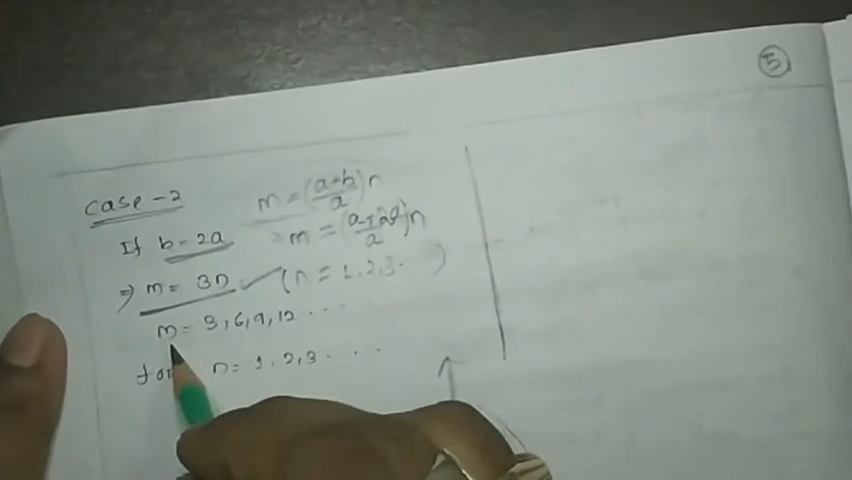 5
case-2
m = (a+b/a)n
If b=2a
m = (a+2a/a)n
⇒ m = 3n ✓ (n = 1,2,3.. )
m = 3,6,9,12 ...
for n = 1,2,3 ....